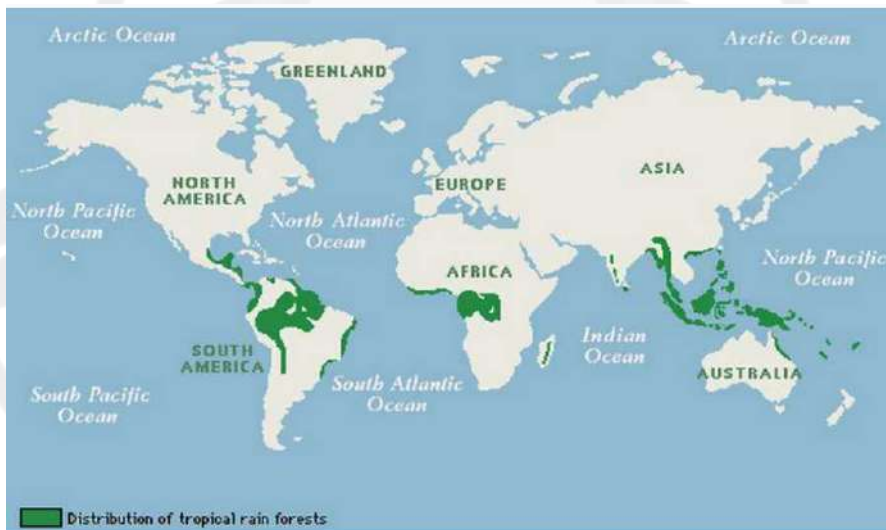 Arctic Ocean
Arctic Ocean
GREENLAND
NORTH
AMERICA
EUROPE
ASIA
North Pacific
Ocean
North Atlantic
Ocean
North Pacific
Ocean
AFRICA
Indian
Ocean
SOUTH
AMERICA
AUSTRALIA
South Pacific
Ocean
South Atlantic
Ocean
Distribution of tropical rain forests